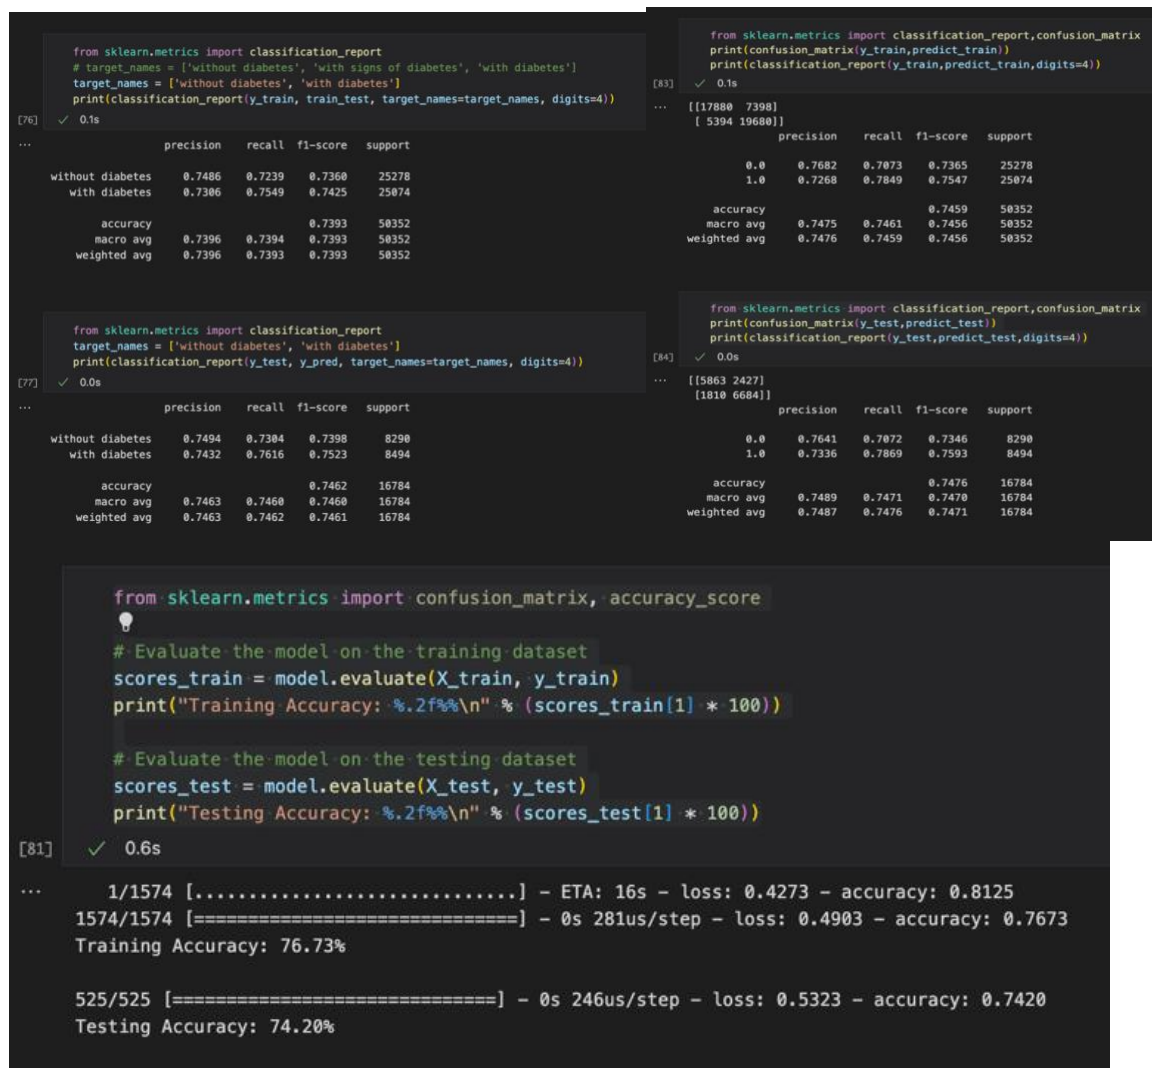 from sklearn.metrics import classification_report
# target_names = ['without diabetes', 'with signs of diabetes', 'with diabetes']
target_names = ['without diabetes', 'with diabetes']
print(classification_report(y_train, train_test, target_names=target_names, digits=4))
[76] ✓ 0.1s
...
precision recall f1-score support
without diabetes 0.7486 0.7239 0.7360 25278
with diabetes 0.7306 0.7549 0.7425 25074
accuracy 0.7393 50352
macro avg 0.7396 0.7394 0.7393 50352
weighted avg 0.7396 0.7393 0.7393 50352
from sklearn.metrics import classification_report
target_names = ['without diabetes', 'with diabetes']
print(classification_report(y_test, y_pred, target_names=target_names, digits=4))
[77] ✓ 0.0s
...
precision recall f1-score support
without diabetes 0.7494 0.7304 0.7398 8290
with diabetes 0.7432 0.7616 0.7523 8494
accuracy 0.7462 16784
macro avg 0.7463 0.7460 0.7460 16784
weighted avg 0.7463 0.7462 0.7461 16784
from sklearn.metrics import classification_report,confusion_matrix
print(confusion_matrix(y_train,predict_train))
print(classification_report(y_train,predict_train,digits=4))
[83] ✓ 0.1s
... [[17880 7398]
[ 5394 19680]]
precision recall f1-score support
0.0 0.7682 0.7073 0.7365 25278
1.0 0.7268 0.7849 0.7547 25074
accuracy 0.7459 50352
macro avg 0.7475 0.7461 0.7456 50352
weighted avg 0.7476 0.7459 0.7456 50352
from sklearn.metrics import classification_report,confusion_matrix
print(confusion_matrix(y_test,predict_test))
print(classification_report(y_test,predict_test,digits=4))
[84] ✓ 0.0s
... [[5863 2427]
[1810 6684]]
precision recall f1-score support
0.0 0.7641 0.7072 0.7346 8290
1.0 0.7336 0.7869 0.7593 8494
accuracy 0.7476 16784
macro avg 0.7489 0.7471 0.7470 16784
weighted avg 0.7487 0.7476 0.7471 16784
from sklearn.metrics import confusion_matrix, accuracy_score
# Evaluate the model on the training dataset
scores_train = model.evaluate(X_train, y_train)
print("Training Accuracy: %.2f%%\n" % (scores_train[1] * 100))
# Evaluate the model on the testing dataset
scores_test = model.evaluate(X_test, y_test)
print("Testing Accuracy: %.2f%%\n" % (scores_test[1] * 100))
[81] ✓ 0.6s
... 1/1574 [..............................] - ETA: 16s - loss: 0.4273 - accuracy: 0.8125
1574/1574 [==============================] - 0s 281us/step - loss: 0.4903 - accuracy: 0.7673
Training Accuracy: 76.73%
525/525 [==============================] - 0s 246us/step - loss: 0.5323 - accuracy: 0.7420
Testing Accuracy: 74.20%